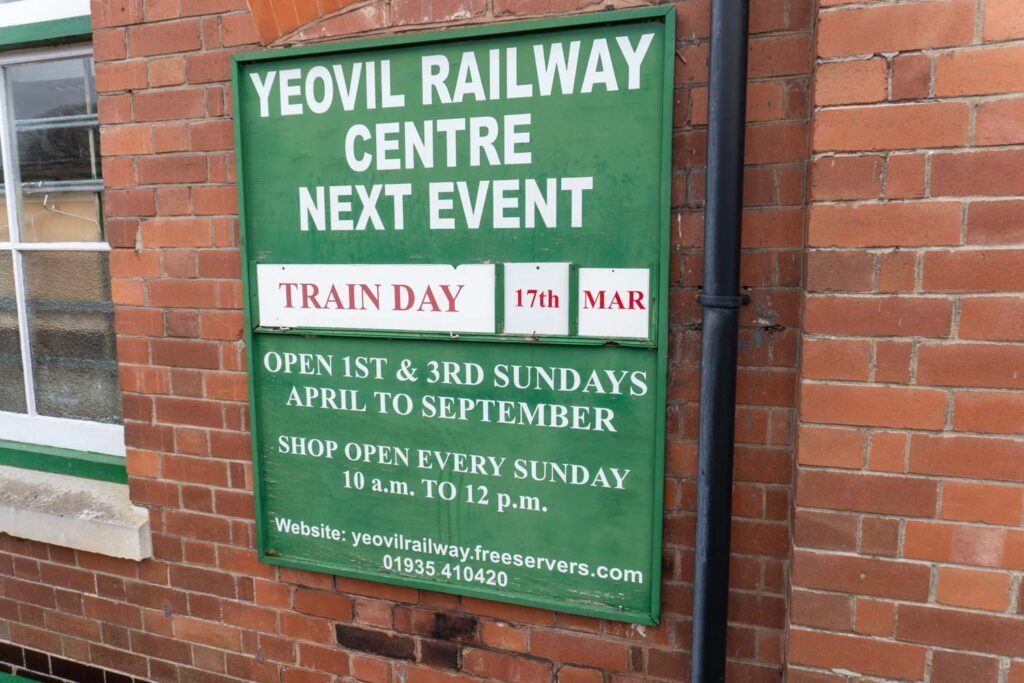 YEOVIL RAILWAY
CENTRE
NEXT EVENT
TRAIN DAY 17th MAR
OPEN 1ST & 3RD SUNDAYS
APRIL TO SEPTEMBER
SHOP OPEN EVERY SUNDAY
10 a.m. TO 12 p.m.
Website: yeovilrailway.freeservers.com
01935 410420